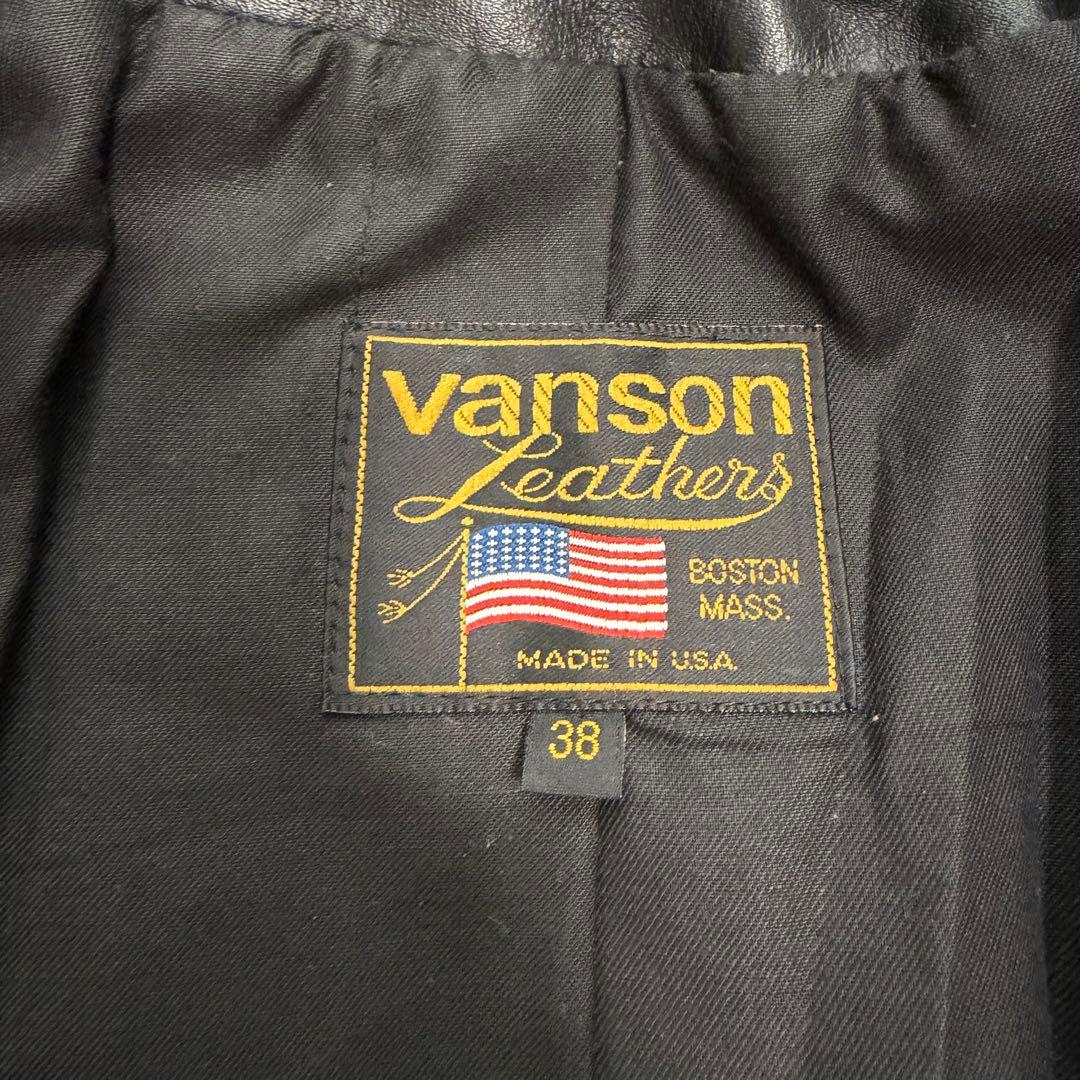 vanson
Leathers
BOSTON
MASS.
MADE IN U.S.A.
38